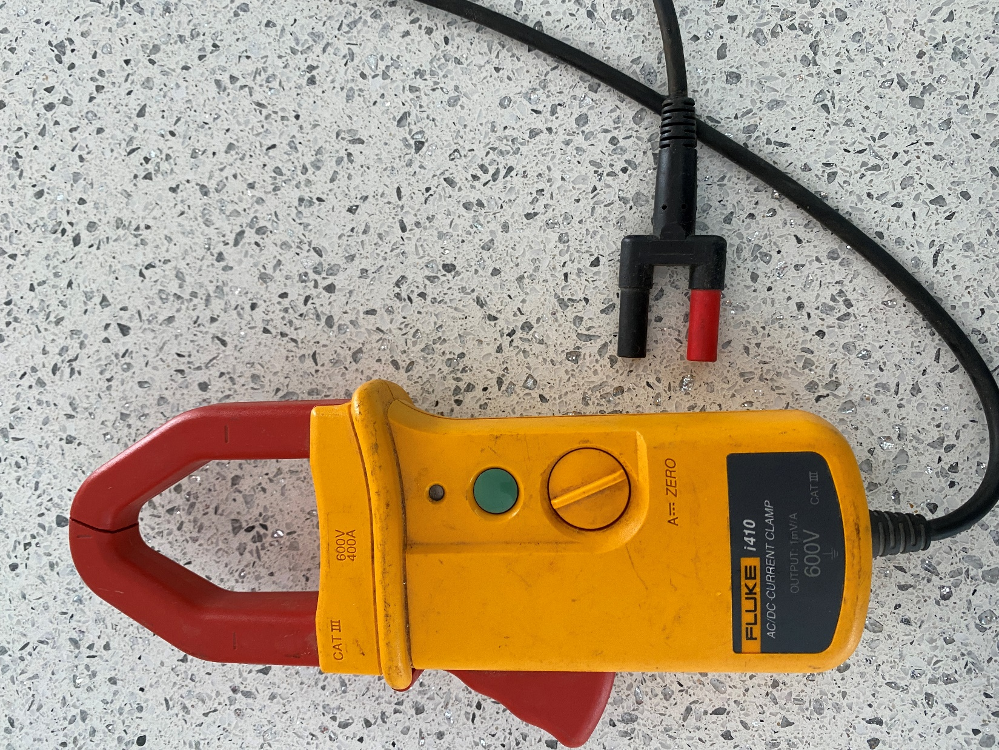 600V
400A
CAT III
A⎓ ZERO
FLUKE i410
AC/DC CURRENT CLAMP
OUTPUT: 1mV/A
600V ⏚ CAT III